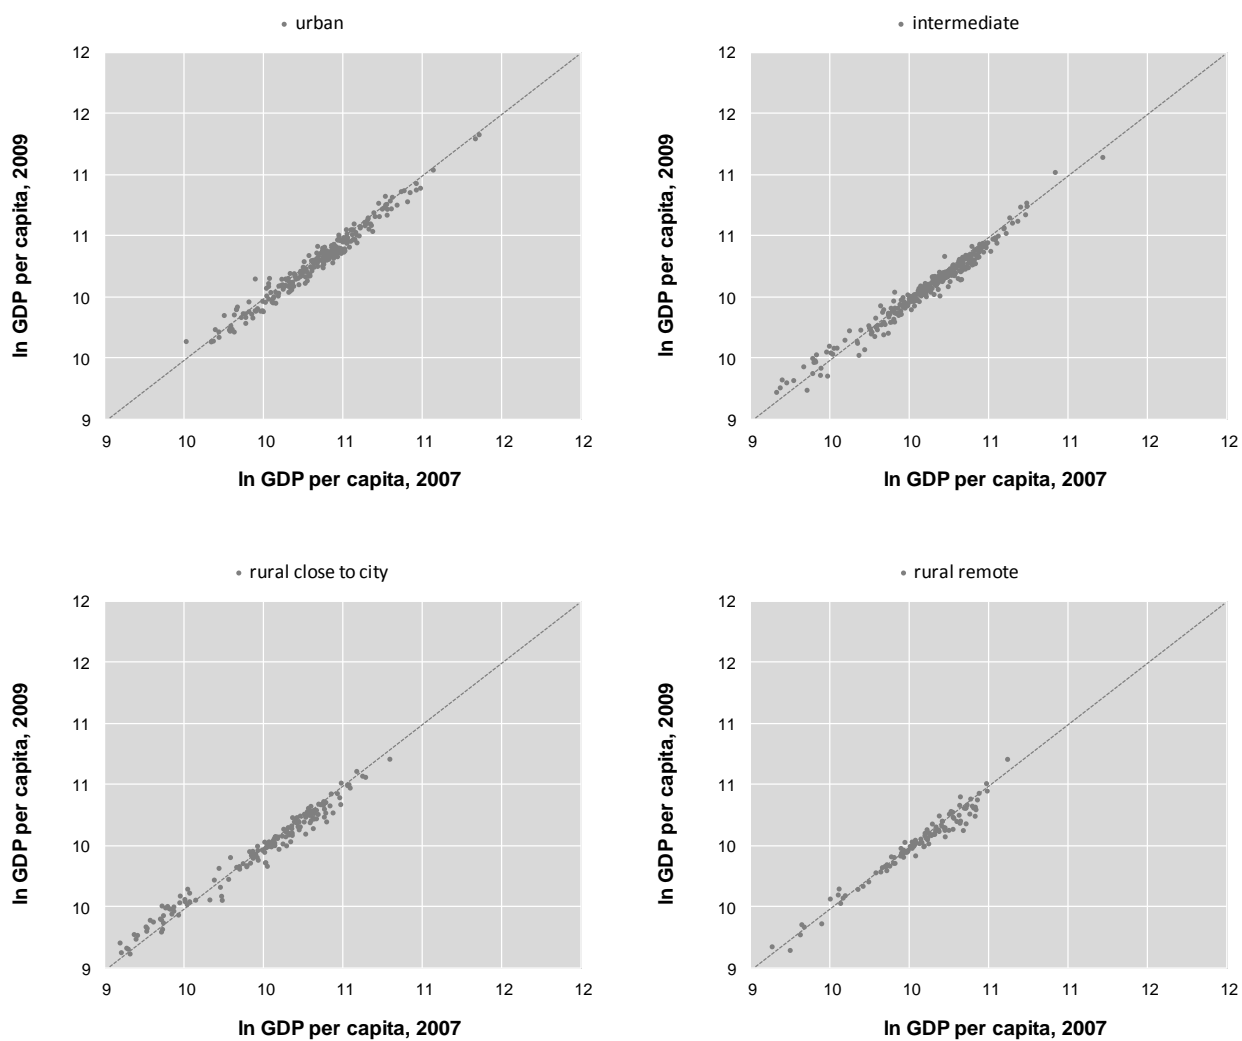 urban
12
12
11
11
10
10
9
9 10 10 11 11 12 12
ln GDP per capita, 2009
ln GDP per capita, 2007
intermediate
12
12
11
11
10
10
9
9 10 10 11 11 12 12
ln GDP per capita, 2009
ln GDP per capita, 2007
rural close to city
12
12
11
11
10
10
9
9 10 10 11 11 12 12
ln GDP per capita, 2009
ln GDP per capita, 2007
rural remote
12
12
11
11
10
10
9
9 10 10 11 11 12 12
ln GDP per capita, 2009
ln GDP per capita, 2007